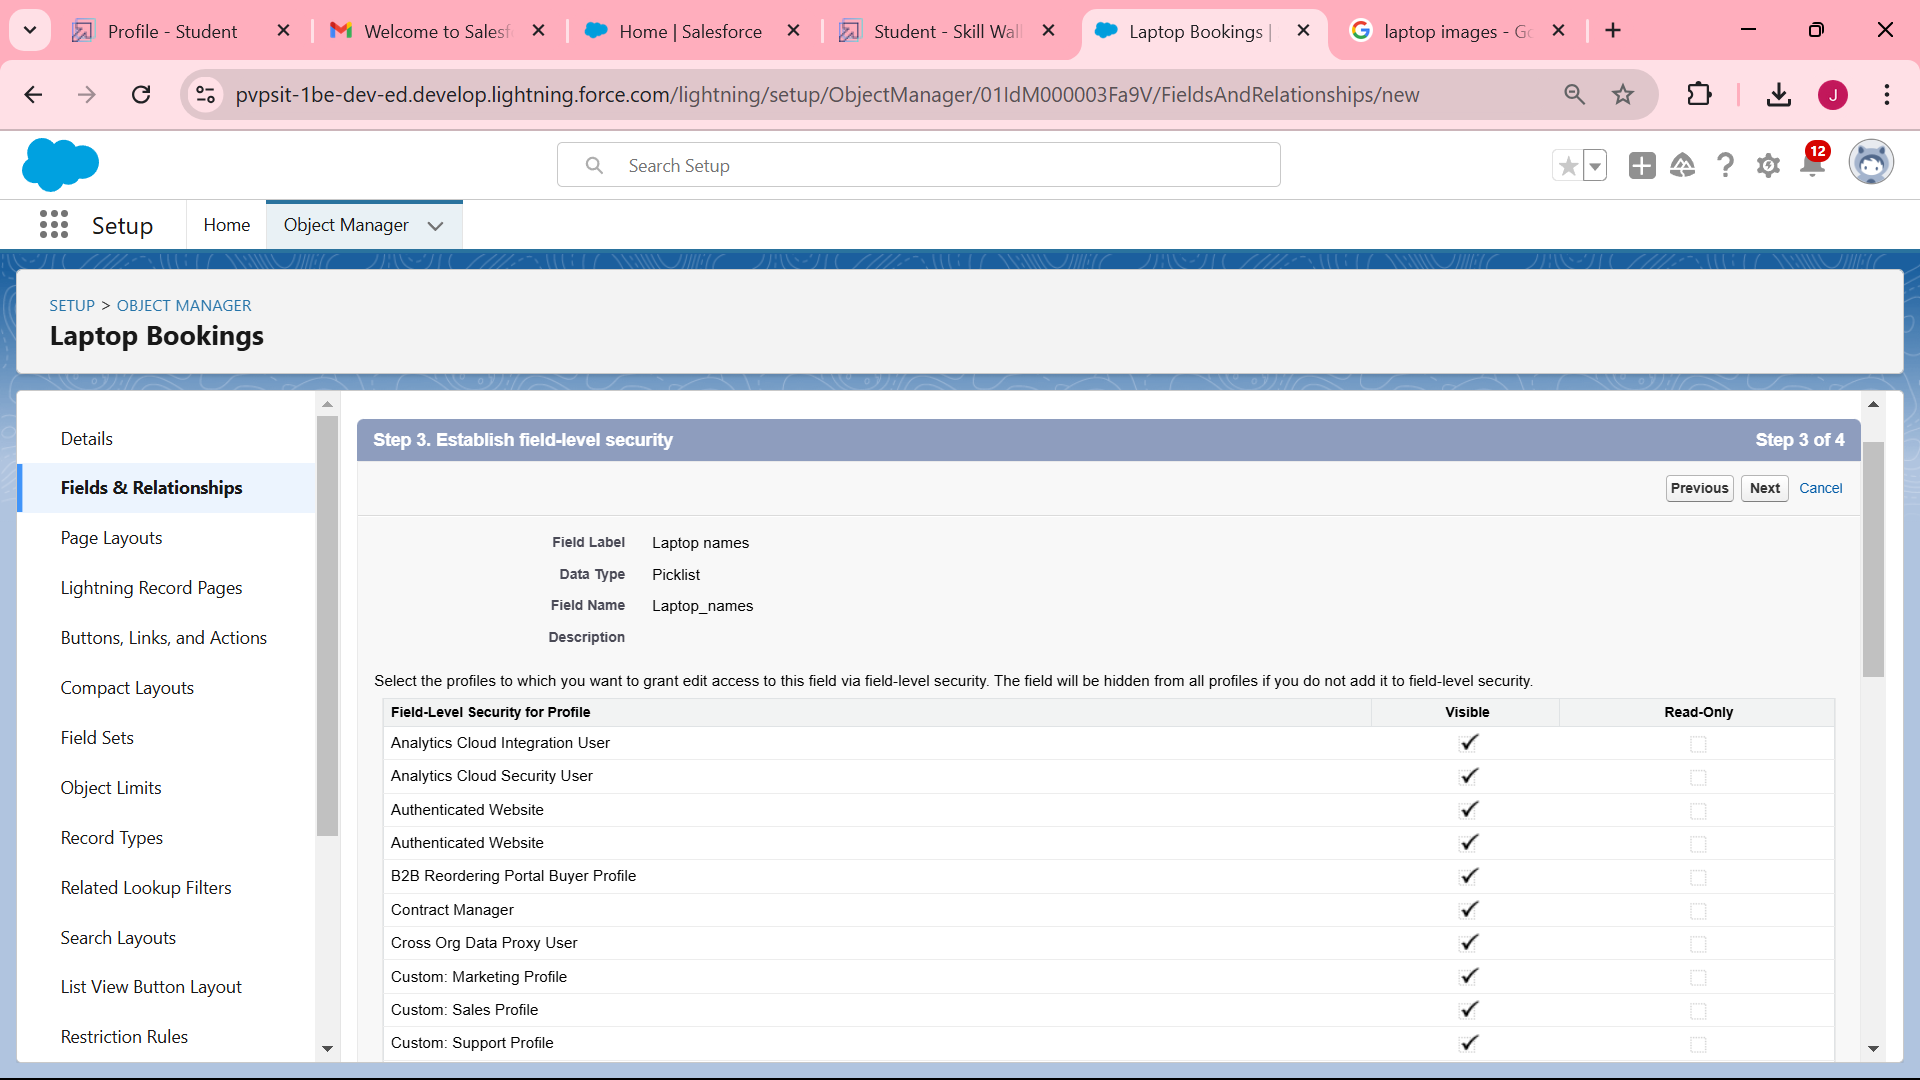 Profile - Student
Welcome to Salesf
Home | Salesforce
Student - Skill Wall
Laptop Bookings |
laptop images - Go
pvpsit-1be-dev-ed.develop.lightning.force.com/lightning/setup/ObjectManager/01IdM000003Fa9V/FieldsAndRelationships/new
J
Search Setup
12
Setup
Home
Object Manager
SETUP > OBJECT MANAGER
Laptop Bookings
Details
Fields & Relationships
Page Layouts
Lightning Record Pages
Buttons, Links, and Actions
Compact Layouts
Field Sets
Object Limits
Record Types
Related Lookup Filters
Search Layouts
List View Button Layout
Restriction Rules
Step 3. Establish field-level security
Step 3 of 4
Previous Next Cancel
Field Label Laptop names
Data Type Picklist
Field Name Laptop_names
Description
Select the profiles to which you want to grant edit access to this field via field-level security. The field will be hidden from all profiles if you do not add it to field-level security.
Field-Level Security for Profile Visible Read-Only
Analytics Cloud Integration User
Analytics Cloud Security User
Authenticated Website
Authenticated Website
B2B Reordering Portal Buyer Profile
Contract Manager
Cross Org Data Proxy User
Custom: Marketing Profile
Custom: Sales Profile
Custom: Support Profile